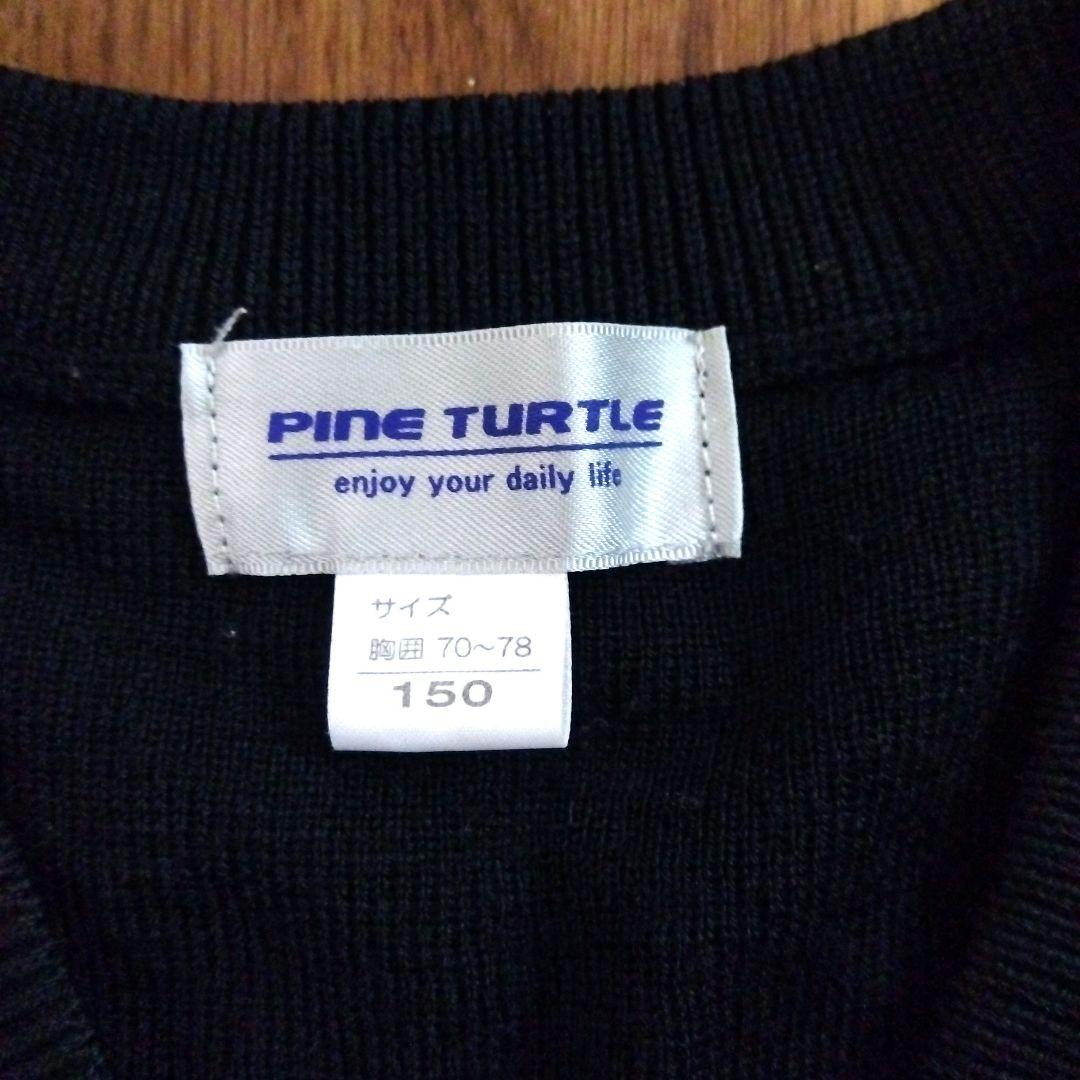 PINE TURTLE
enjoy your daily life
サイズ
胸囲 70～78
150